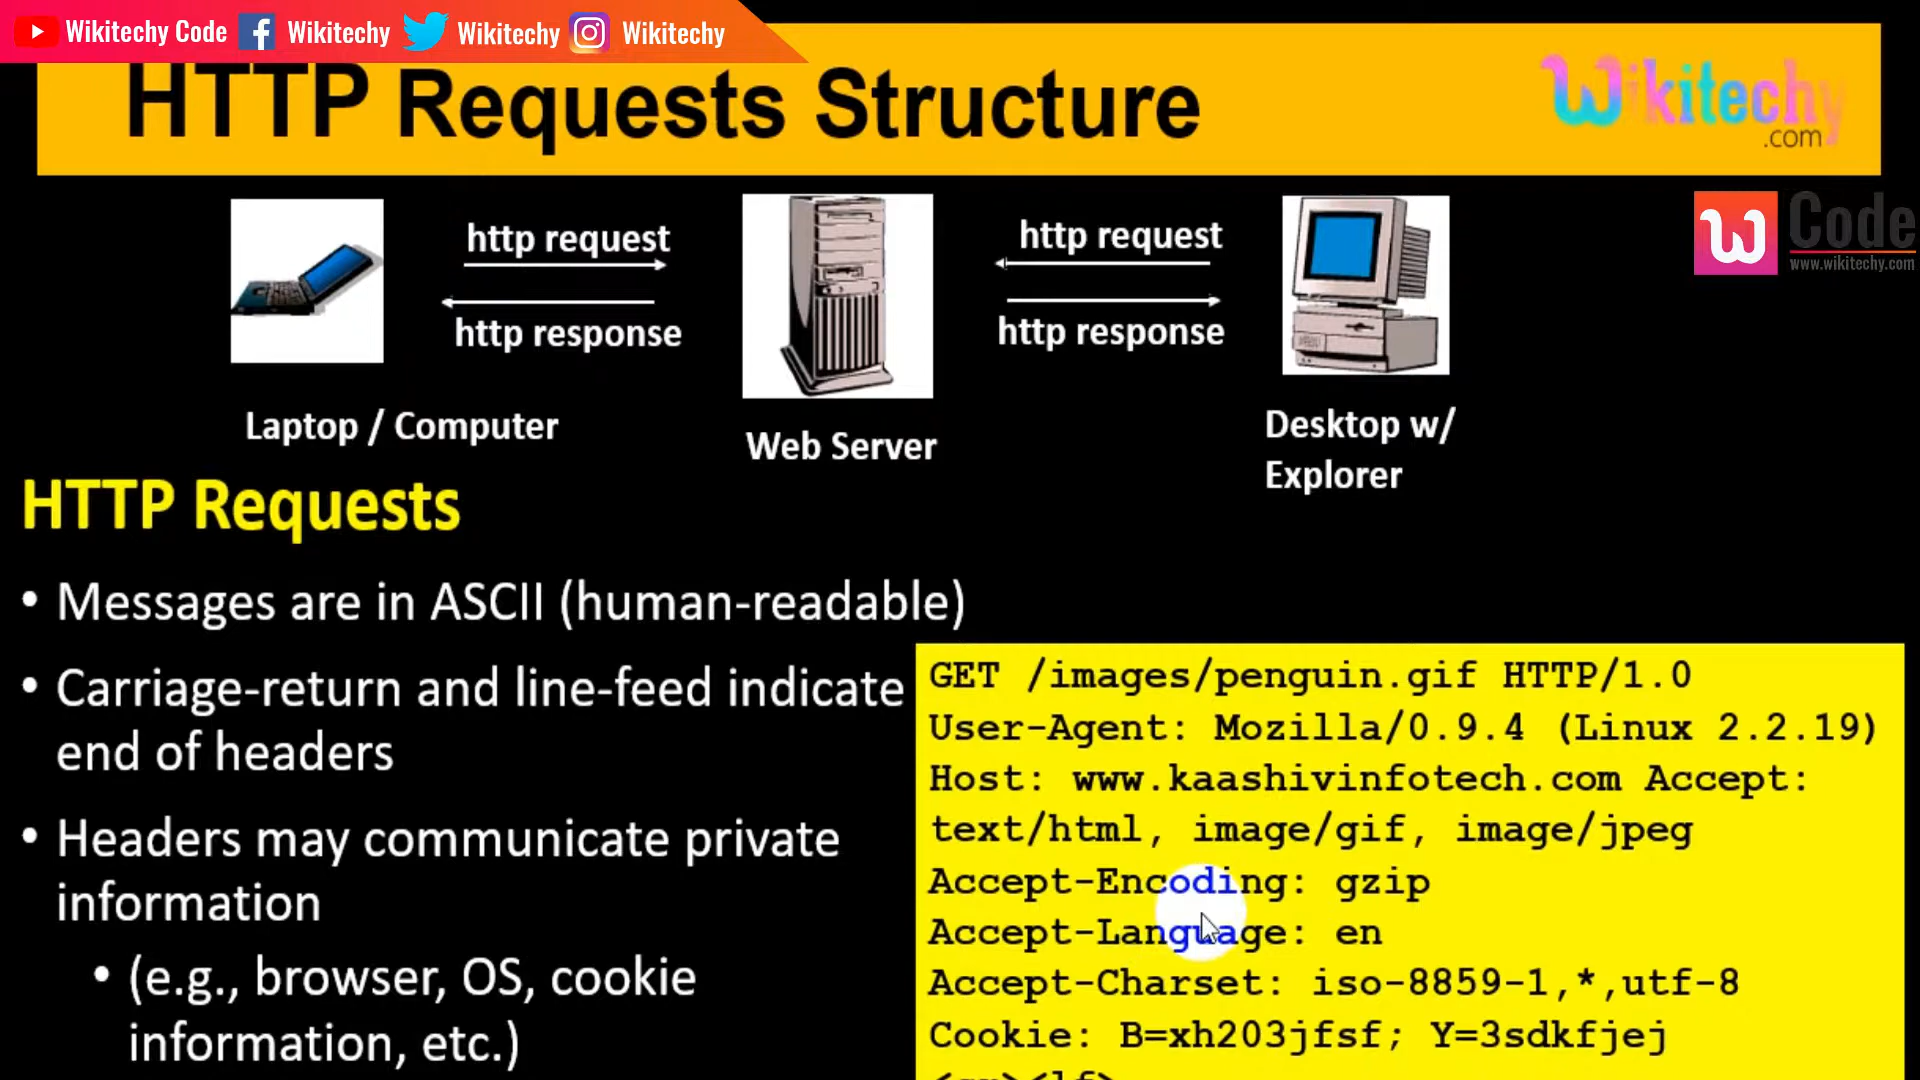 Wikitechy Code Wikitechy Wikitechy Wikitechy
HTTP Requests Structure
Wikitechy
.com
Code
www.wikitechy.com
http request
http response
http request
http response
Laptop / Computer
Web Server
Desktop w/
Explorer
HTTP Requests
• Messages are in ASCII (human-readable)
• Carriage-return and line-feed indicate
end of headers
• Headers may communicate private
information
• (e.g., browser, OS, cookie
information, etc.)
GET /images/penguin.gif HTTP/1.0
User-Agent: Mozilla/0.9.4 (Linux 2.2.19)
Host: www.kaashivinfotech.com Accept:
text/html, image/gif, image/jpeg
Accept-Encoding: gzip
Accept-Language: en
Accept-Charset: iso-8859-1,*,utf-8
Cookie: B=xh203jfsf; Y=3sdkfjej